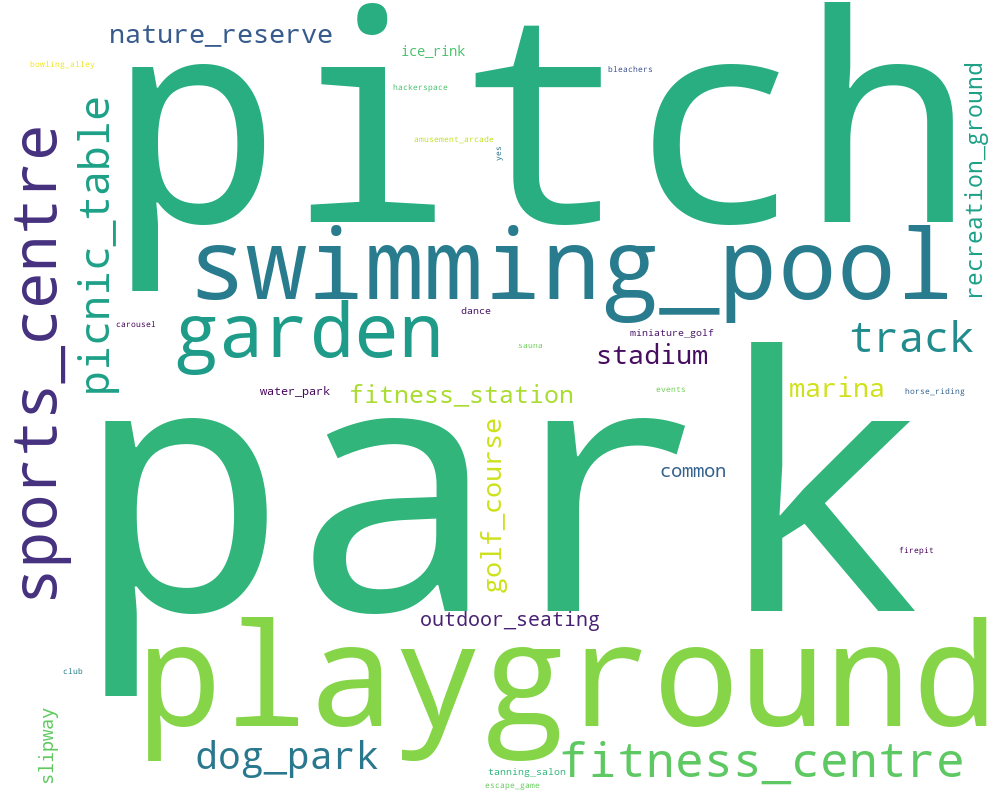 pitch
nature_reserve
ice_rink
bowling_alley
bleachers
hackerspace
recreation_ground
picnic_table
sports_centre
amusement_arcade
yes
swimming_pool
garden
dance
carousel
miniature_golf
track
sauna
stadium
water_park
fitness_station
events
marina
horse_riding
park
golf_course
common
firepit
outdoor_seating
playground
club
slipway
dog_park
fitness_centre
tanning_salon
escape_game